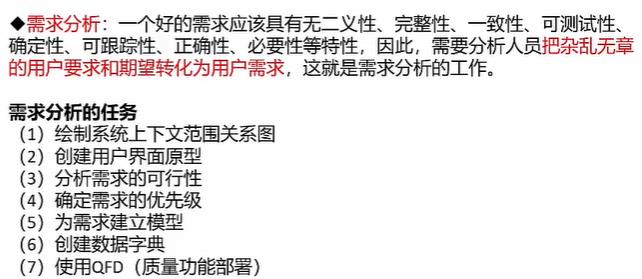 ◆需求分析：一个好的需求应该具有无二义性、完整性、一致性、可测试性、
确定性、可跟踪性、正确性、必要性等特性，因此，需要分析人员把杂乱无章
的用户要求和期望转化为用户需求，这就是需求分析的工作。
需求分析的任务
（1）绘制系统上下文范围关系图
（2）创建用户界面原型
（3）分析需求的可行性
（4）确定需求的优先级
（5）为需求建立模型
（6）创建数据字典
（7）使用QFD（质量功能部署）